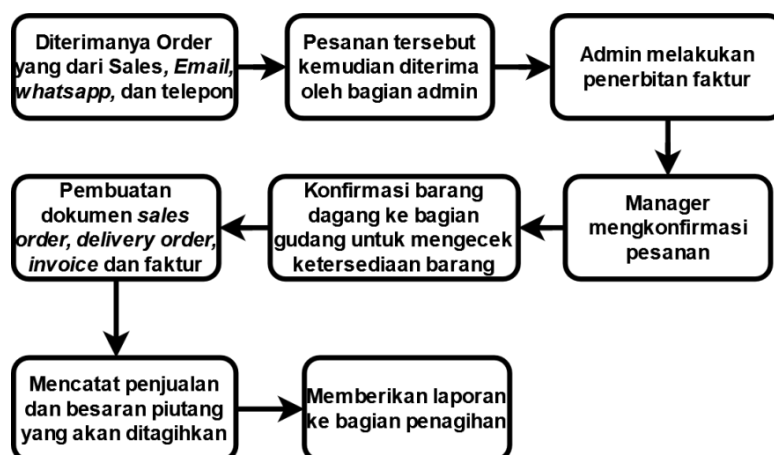 Diterimanya Order
yang dari Sales, Email,
whatsapp, dan telepon
Pesanan tersebut
kemudian diterima
oleh bagian admin
Admin melakukan
penerbitan faktur
Manager
mengkonfirmasi
pesanan
Konfirmasi barang
dagang ke bagian
gudang untuk mengecek
ketersediaan barang
Pembuatan
dokumen sales
order, delivery order,
invoice dan faktur
Mencatat penjualan
dan besaran piutang
yang akan ditagihkan
Memberikan laporan
ke bagian penagihan